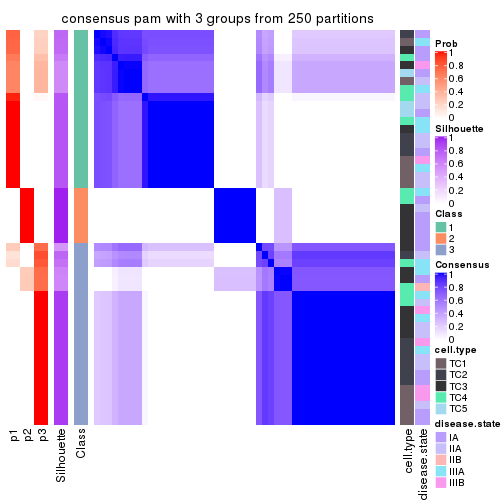 consensus pam with 3 groups from 250 partitions
Prob
1
0.8
0.6
0.4
0.2
0
Silhouette
1
0.8
0.6
0.4
0.2
0
Class
1
2
3
Consensus
1
0.8
0.6
0.4
0.2
0
cell.type
TC1
TC2
TC3
TC4
TC5
disease.state
IA
IIA
IIB
IIIA
IIIB
p1
p2
p3
Silhouette
Class
cell.type
disease.state